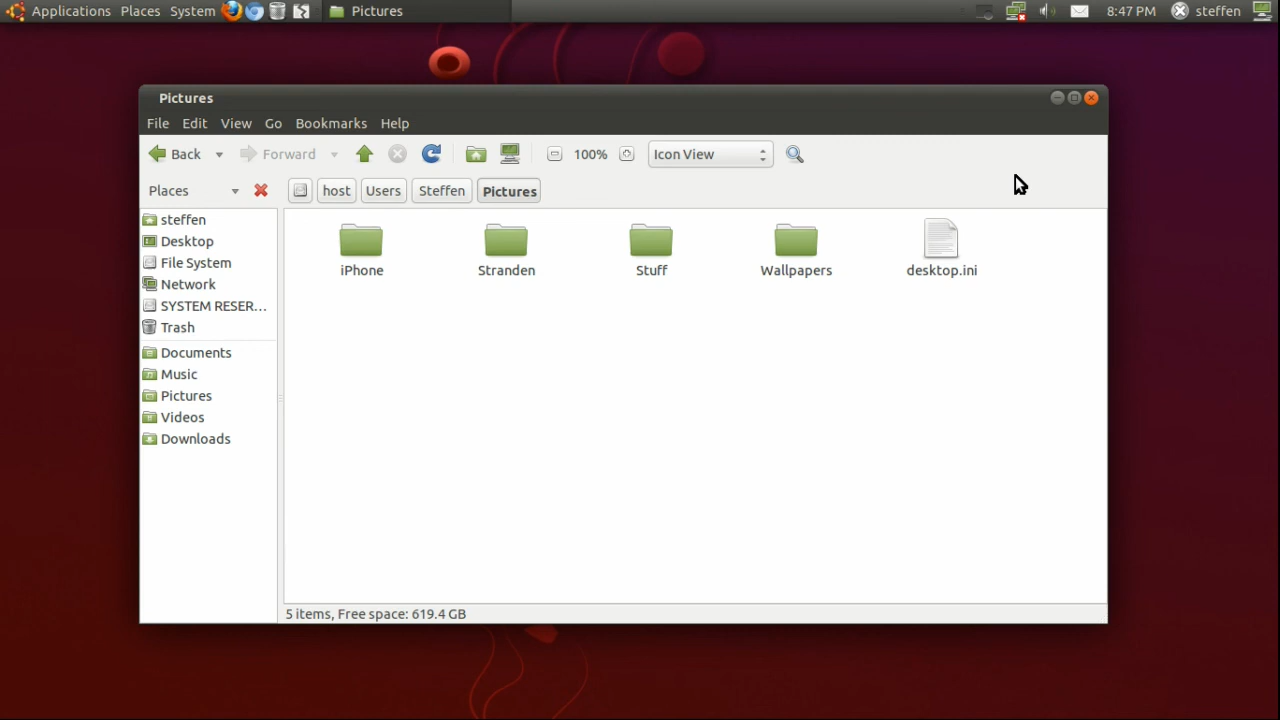 Applications Places System Pictures 8:47 PM steffen
Pictures
File Edit View Go Bookmarks Help
Back Forward 100% Icon View
Places host Users Steffen Pictures
steffen
Desktop
File System
Network
SYSTEM RESER...
Trash
Documents
Music
Pictures
Videos
Downloads
iPhone Stranden Stuff Wallpapers desktop.ini
5 items, Free space: 619.4 GB